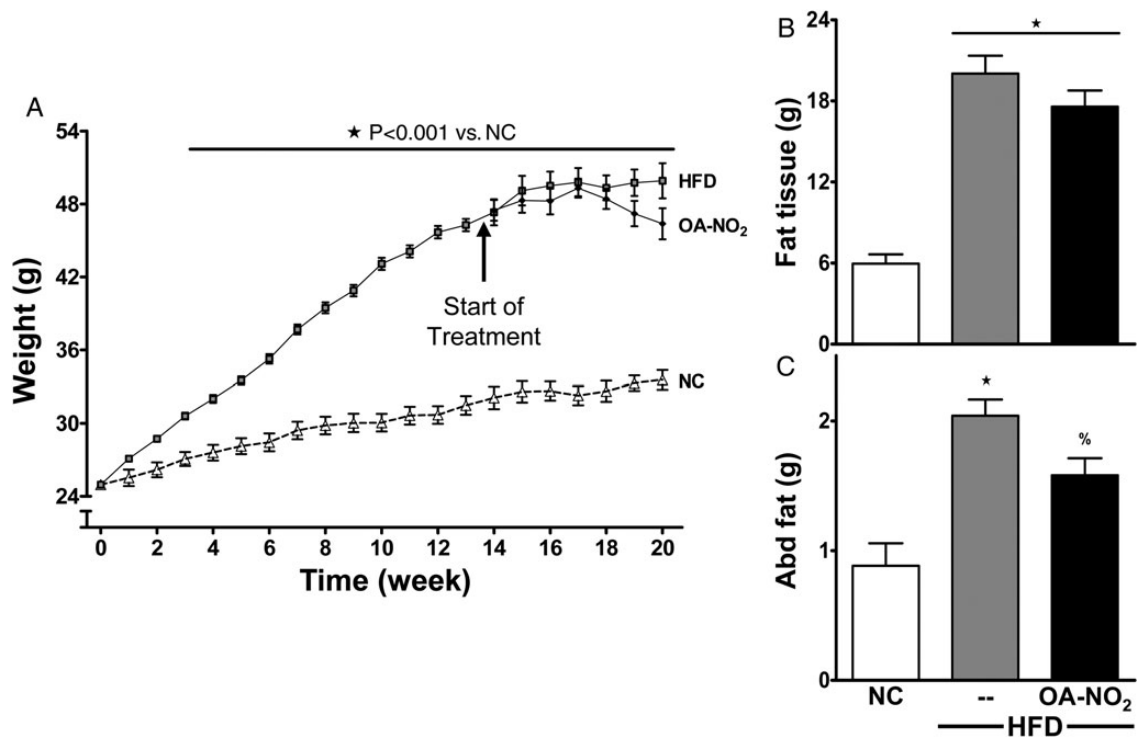 A
54
48
42
36
30
24
Weight (g)
★ P<0.001 vs. NC
HFD
OA-NO₂
Start of
Treatment
NC
0 2 4 6 8 10 12 14 16 18 20
Time (week)
B
24
18
12
6
0
Fat tissue (g)
★
C
2
1
0
Abd fat (g)
★
%
NC -- OA-NO₂
HFD